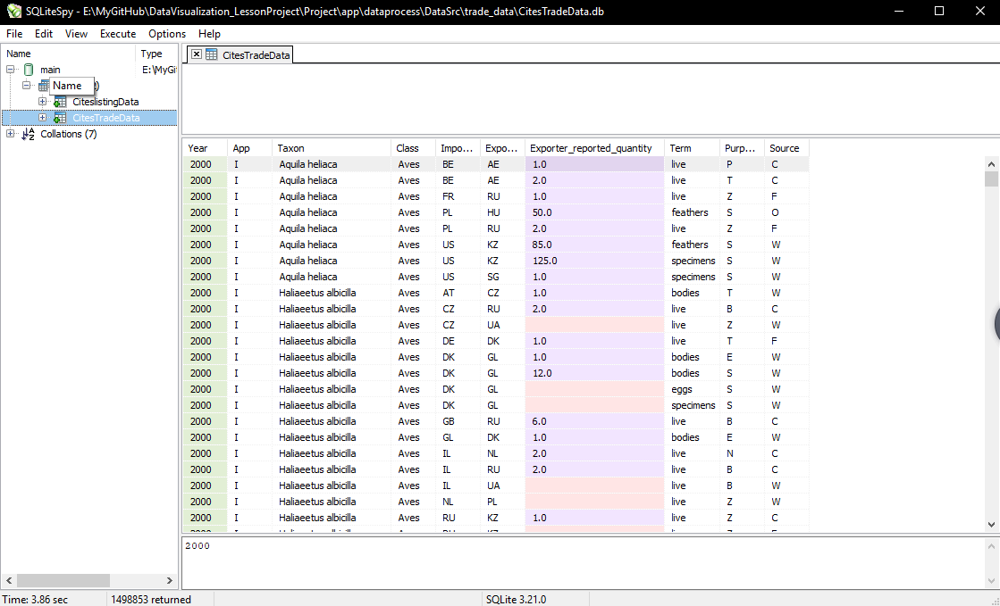 SQLiteSpy - E:\MyGitHub\DataVisualization_LessonProject\Project\app\dataprocess\DataSrc\trade_data\CitesTradeData.db
File Edit View Execute Options Help
Name Type
main E:\MyGit
Name )
CiteslistingData
CitesTradeData
Collations (7)
CitesTradeData
Year App Taxon Class Impo... Expo... Exporter_reported_quantity Term Purp... Source
2000 I Aquila heliaca Aves BE AE 1.0 live P C
2000 I Aquila heliaca Aves BE AE 2.0 live T C
2000 I Aquila heliaca Aves FR RU 1.0 live Z F
2000 I Aquila heliaca Aves PL HU 50.0 feathers S O
2000 I Aquila heliaca Aves PL RU 2.0 live Z F
2000 I Aquila heliaca Aves US KZ 85.0 feathers S W
2000 I Aquila heliaca Aves US KZ 125.0 specimens S W
2000 I Aquila heliaca Aves US SG 1.0 specimens S W
2000 I Haliaeetus albicilla Aves AT CZ 1.0 bodies T W
2000 I Haliaeetus albicilla Aves CZ RU 2.0 live B C
2000 I Haliaeetus albicilla Aves CZ UA live Z W
2000 I Haliaeetus albicilla Aves DE DK 1.0 live T F
2000 I Haliaeetus albicilla Aves DK GL 1.0 bodies E W
2000 I Haliaeetus albicilla Aves DK GL 12.0 bodies S W
2000 I Haliaeetus albicilla Aves DK GL eggs S W
2000 I Haliaeetus albicilla Aves DK GL specimens S W
2000 I Haliaeetus albicilla Aves GB RU 6.0 live B C
2000 I Haliaeetus albicilla Aves GL DK 1.0 bodies E W
2000 I Haliaeetus albicilla Aves IL NL 2.0 live N C
2000 I Haliaeetus albicilla Aves IL RU 2.0 live B C
2000 I Haliaeetus albicilla Aves IL UA live B W
2000 I Haliaeetus albicilla Aves NL PL live Z W
2000 I Haliaeetus albicilla Aves RU KZ 1.0 live Z C
2000
Time: 3.86 sec 1498853 returned SQLite 3.21.0